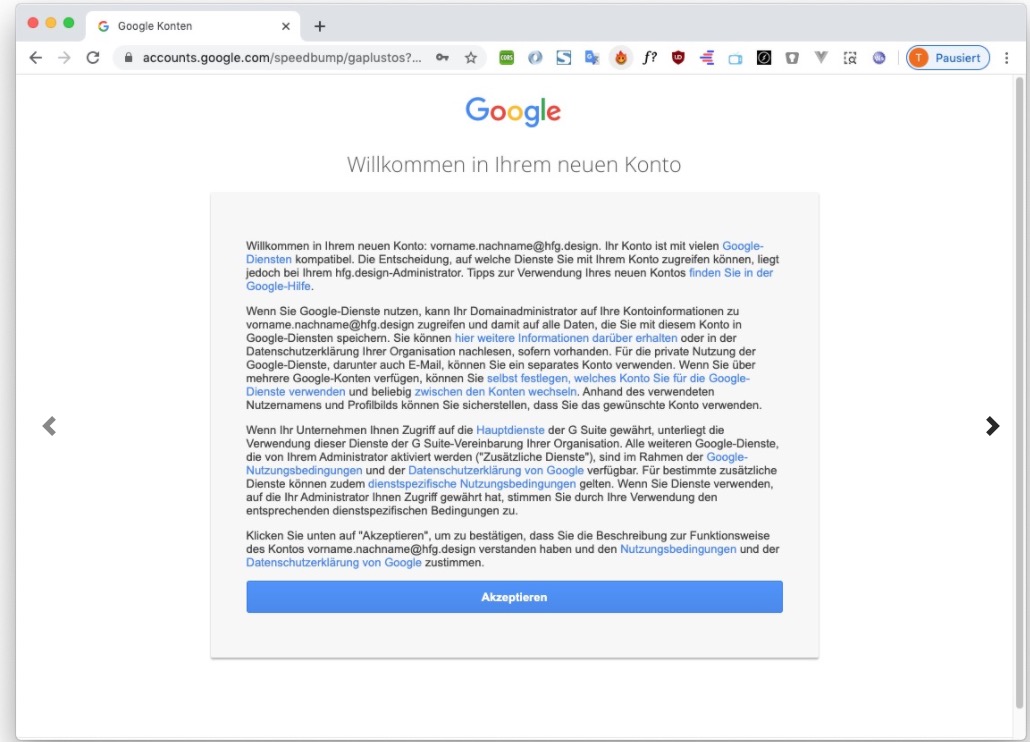 Google Konten
accounts.google.com/speedbump/gaplustos?...
CORS
f?
T Pausiert
Google
Willkommen in Ihrem neuen Konto
Willkommen in Ihrem neuen Konto: vorname.nachname@hfg.design. Ihr Konto ist mit vielen Google-
Diensten kompatibel. Die Entscheidung, auf welche Dienste Sie mit Ihrem Konto zugreifen können, liegt
jedoch bei Ihrem hfg.design-Administrator. Tipps zur Verwendung Ihres neuen Kontos finden Sie in der
Google-Hilfe.
Wenn Sie Google-Dienste nutzen, kann Ihr Domainadministrator auf Ihre Kontoinformationen zu
vorname.nachname@hfg.design zugreifen und damit auf alle Daten, die Sie mit diesem Konto in
Google-Diensten speichern. Sie können hier weitere Informationen darüber erhalten oder in der
Datenschutzerklärung Ihrer Organisation nachlesen, sofern vorhanden. Für die private Nutzung der
Google-Dienste, darunter auch E-Mail, können Sie ein separates Konto verwenden. Wenn Sie über
mehrere Google-Konten verfügen, können Sie selbst festlegen, welches Konto Sie für die Google-
Dienste verwenden und beliebig zwischen den Konten wechseln. Anhand des verwendeten
Nutzernamens und Profilbilds können Sie sicherstellen, dass Sie das gewünschte Konto verwenden.
Wenn Ihr Unternehmen Ihnen Zugriff auf die Hauptdienste der G Suite gewährt, unterliegt die
Verwendung dieser Dienste der G Suite-Vereinbarung Ihrer Organisation. Alle weiteren Google-Dienste,
die von Ihrem Administrator aktiviert werden ("Zusätzliche Dienste"), sind im Rahmen der Google-
Nutzungsbedingungen und der Datenschutzerklärung von Google verfügbar. Für bestimmte zusätzliche
Dienste können zudem dienstspezifische Nutzungsbedingungen gelten. Wenn Sie Dienste verwenden,
auf die Ihr Administrator Ihnen Zugriff gewährt hat, stimmen Sie durch Ihre Verwendung den
entsprechenden dienstspezifischen Bedingungen zu.
Klicken Sie unten auf "Akzeptieren", um zu bestätigen, dass Sie die Beschreibung zur Funktionsweise
des Kontos vorname.nachname@hfg.design verstanden haben und den Nutzungsbedingungen und der
Datenschutzerklärung von Google zustimmen.
Akzeptieren